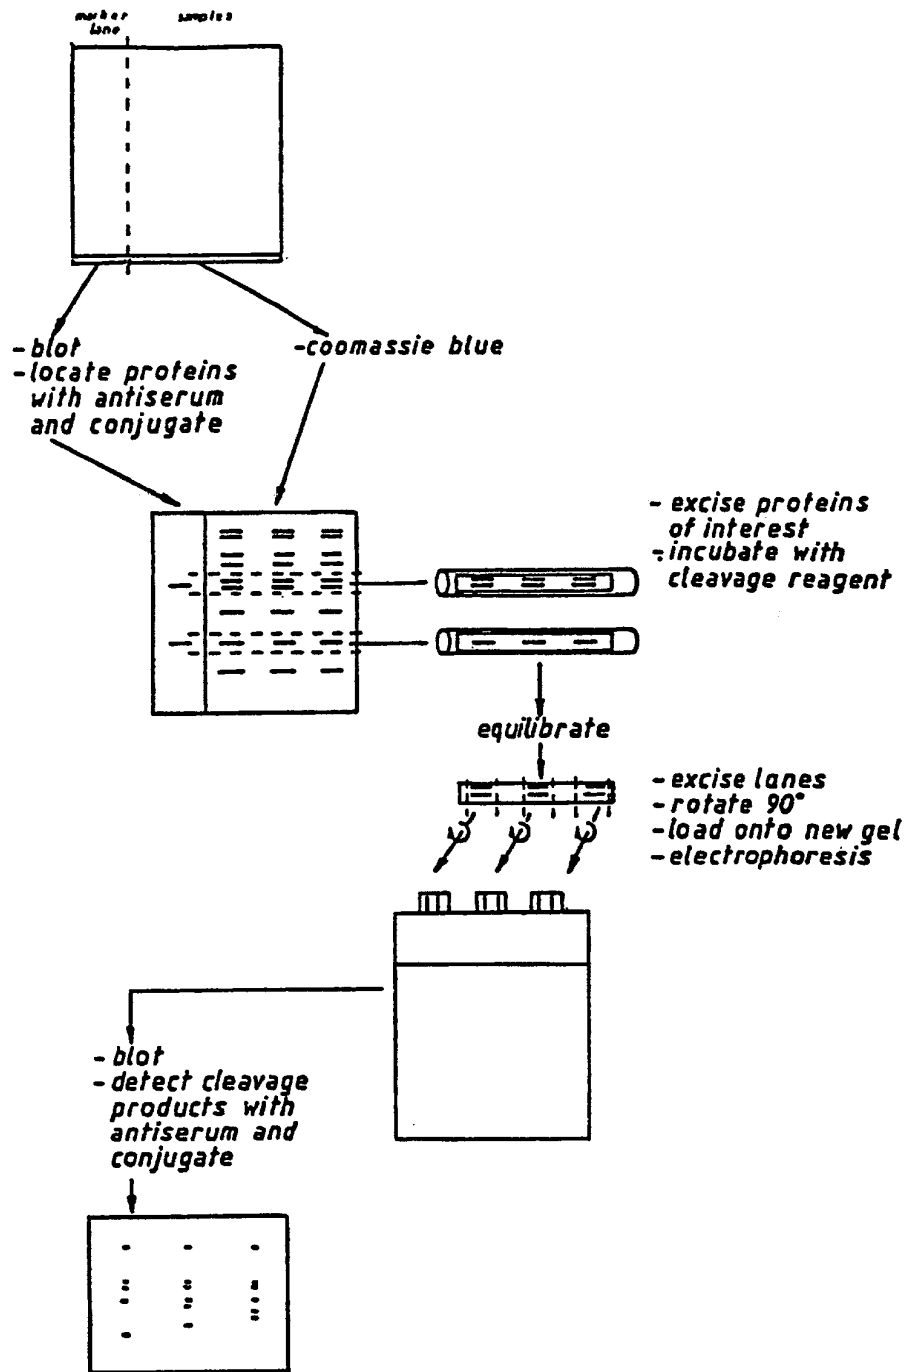 marker samples
lane
-blot
-locate proteins
with antiserum
and conjugate
-coomassie blue
- excise proteins
of interest
- incubate with
cleavage reagent
equilibrate
- excise lanes
- rotate 90°
-load onto new gel
-electrophoresis
- blot
- detect cleavage
products with
antiserum and
conjugate